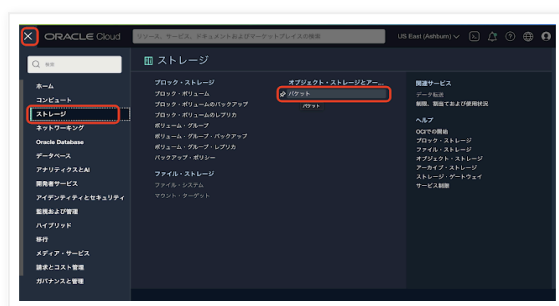 ORACLE Cloud
リソース、サービス、ドキュメントおよびマーケットプレイスの検索
US East (Ashburn)
検索
ホーム
コンピュート
ストレージ
ネットワーキング
Oracle Database
データベース
アナリティクスとAI
開発者サービス
アイデンティティとセキュリティ
監視および管理
ハイブリッド
移行
メディア・サービス
請求とコスト管理
ガバナンスと管理
ストレージ
ブロック・ストレージ
ブロック・ボリューム
ブロック・ボリュームのバックアップ
ブロック・ボリュームのレプリカ
ボリューム・グループ
ボリューム・グループ・バックアップ
ボリューム・グループ・レプリカ
バックアップ・ポリシー
ファイル・ストレージ
ファイル・システム
マウント・ターゲット
オブジェクト・ストレージとアー...
バケット
バケット
関連サービス
データ転送
制限、割当ておよび使用状況
ヘルプ
OCIでの開始
ブロック・ストレージ
ファイル・ストレージ
オブジェクト・ストレージ
アーカイブ・ストレージ
ストレージ・ゲートウェイ
サービス制限